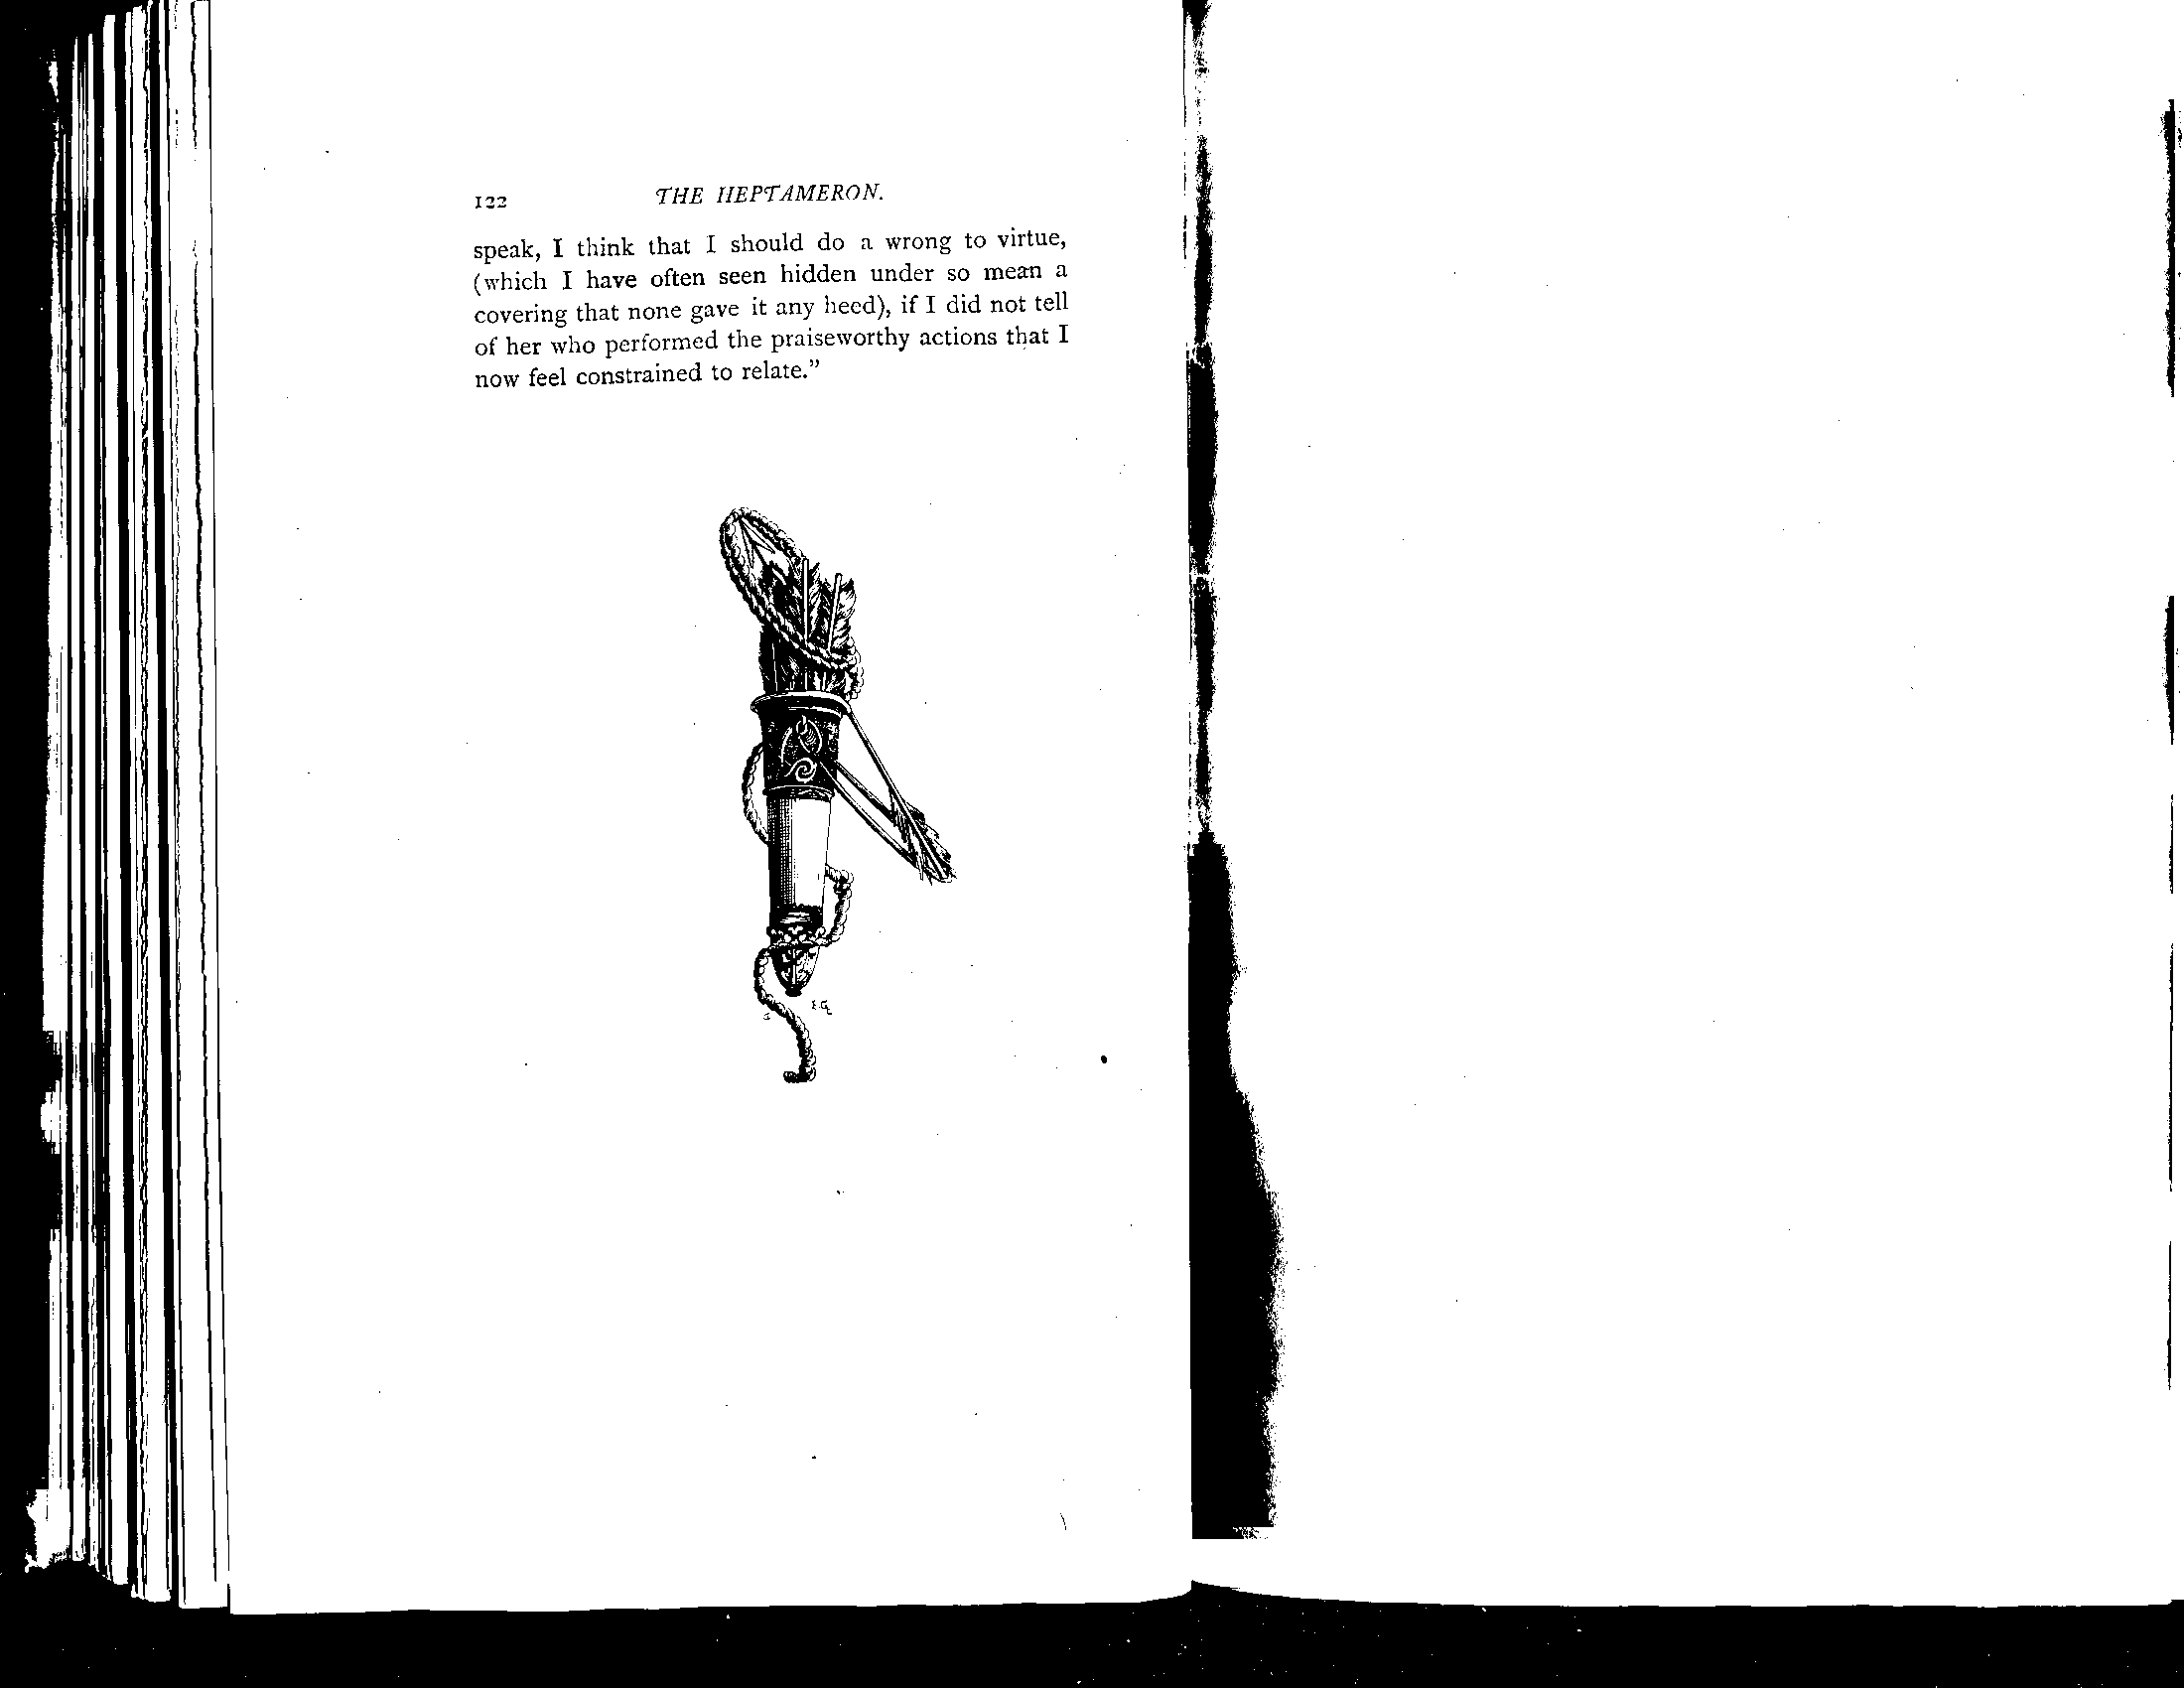 122
THE HEPTAMERON.
speak, I think that I should do a wrong to virtue,
(which I have often seen hidden under so mean a
covering that none gave it any heed), if I did not tell
of her who performed the praiseworthy actions that I
now feel constrained to relate.”